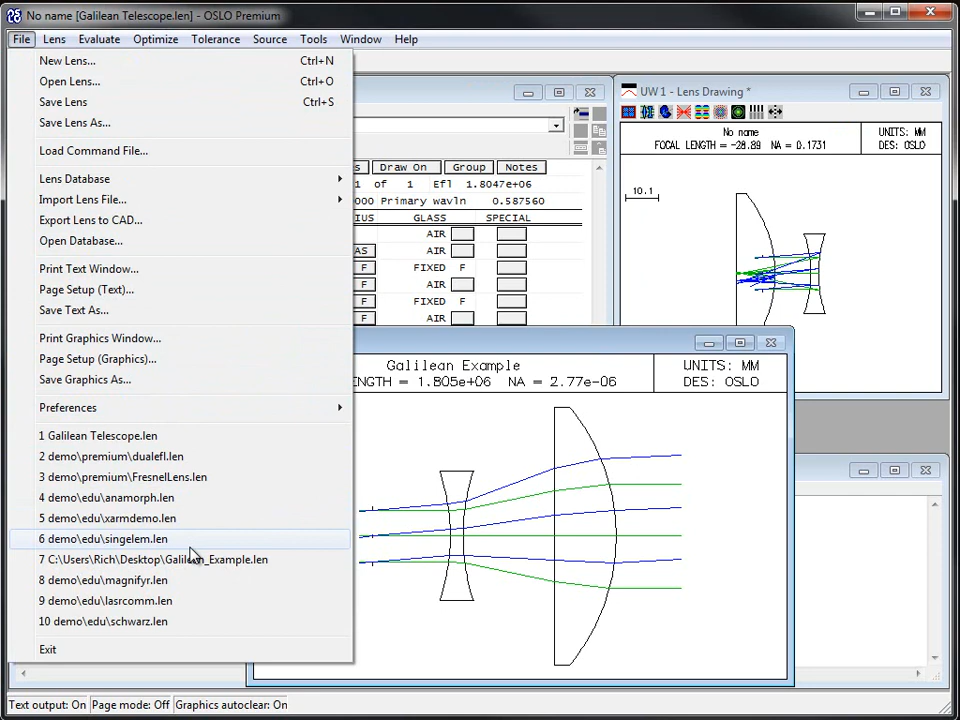 No name [Galilean Telescope.len] - OSLO Premium
File Lens Evaluate Optimize Tolerance Source Tools Window Help
New Lens... Ctrl+N
Open Lens... Ctrl+O
Save Lens Ctrl+S
Save Lens As...
Load Command File...
Lens Database
Import Lens File...
Export Lens to CAD...
Open Database...
Print Text Window...
Page Setup (Text)...
Save Text As...
Print Graphics Window...
Page Setup (Graphics)...
Save Graphics As...
Preferences
1 Galilean Telescope.len
2 demo\premium\dualefl.len
3 demo\premium\FresnelLens.len
4 demo\edu\anamorph.len
5 demo\edu\xarmdemo.len
6 demo\edu\singelem.len
7 C:\Users\Rich\Desktop\Galilean_Example.len
8 demo\edu\magnifyr.len
9 demo\edu\lasrcomm.len
10 demo\edu\schwarz.len
Exit
s Draw On Group Notes
1 of 1 Efl 1.8047e+06
000 Primary wavln 0.587560
IUS GLASS SPECIAL
AIR
AS AIR
F FIXED F
F AIR
F FIXED F
F AIR
UW 1 - Lens Drawing *
No name
FOCAL LENGTH = -28.89 NA = 0.1731
UNITS: MM
DES: OSLO
10.1
Galilean Example
LENGTH = 1.805e+06 NA = 2.77e-06
UNITS: MM
DES: OSLO
Text output: On Page mode: Off Graphics autoclear: On